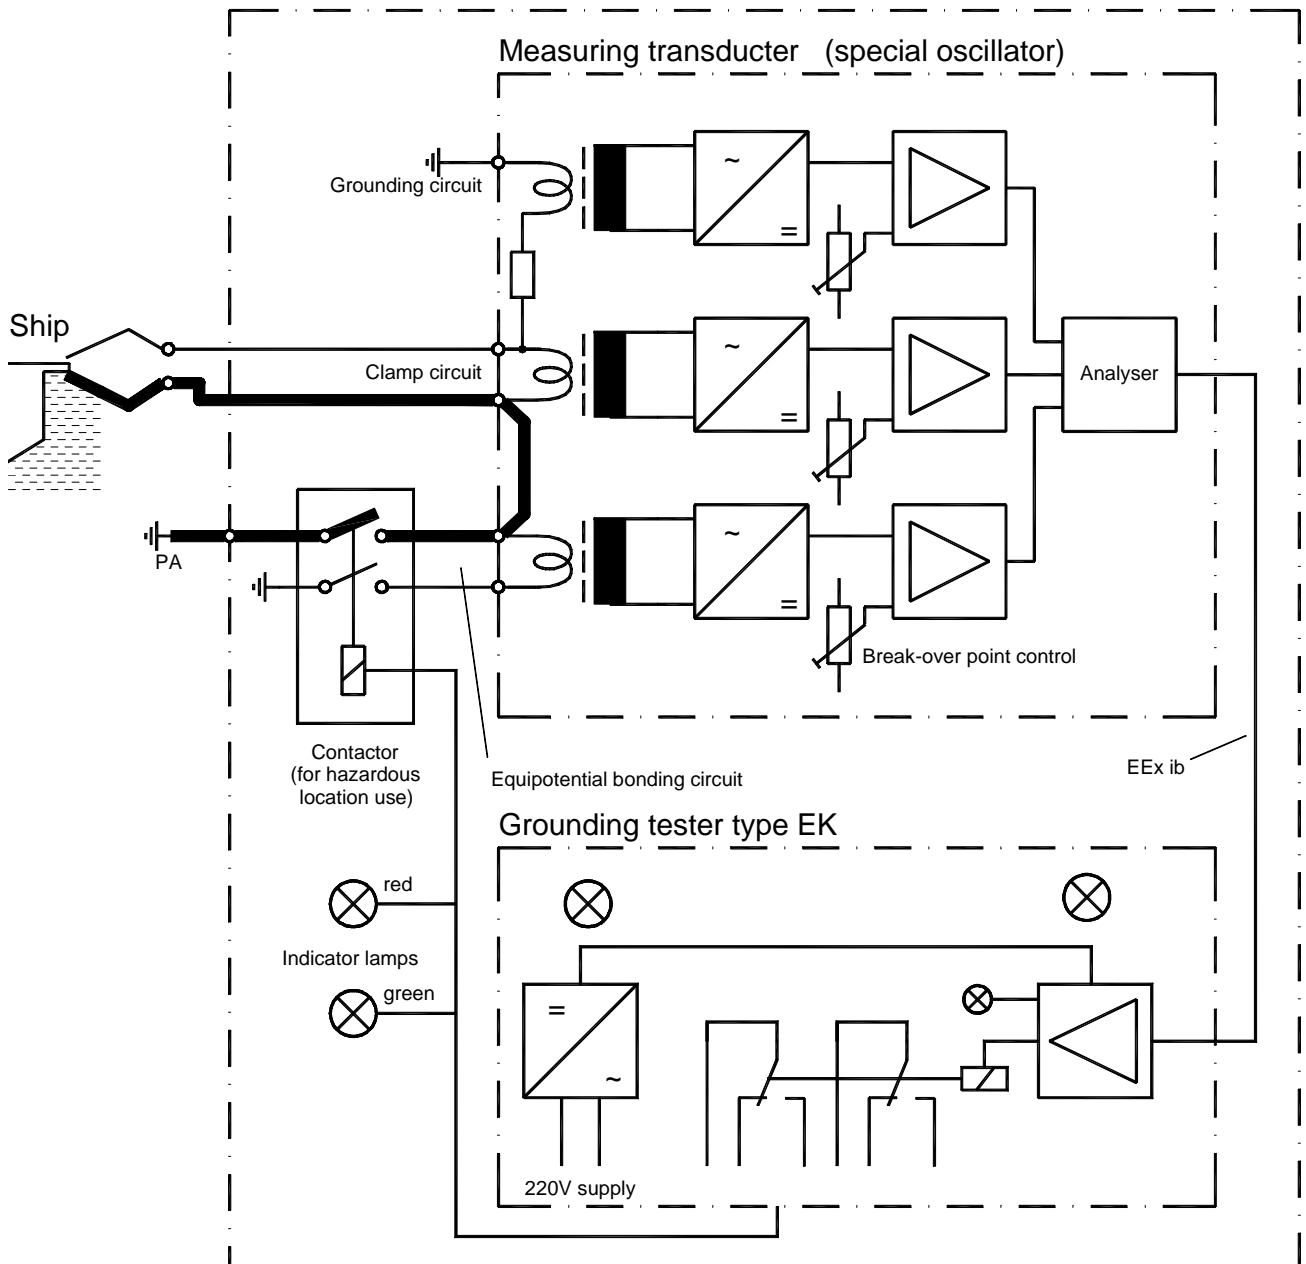 Measuring transducter (special oscillator)
~
=
Grounding circuit
Ship
Clamp circuit
~
=
Analyser
PA
~
=
Break-over point control
Contactor
(for hazardous
location use)
Equipotential bonding circuit
EEx ib
Grounding tester type EK
red
Indicator lamps
green
=
~
220V supply